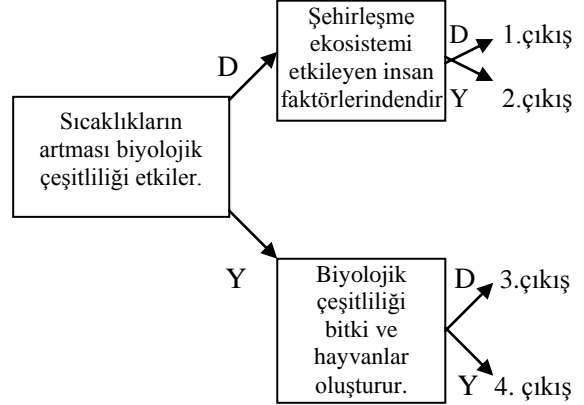 Şehirleşme
ekosistemi
etkileyen insan
faktörlerindendir
D
1.çıkış
Y
2.çıkış
D
Sıcaklıkların
artması biyolojik
çeşitliliği etkiler.
Y
Biyolojik
çeşitliliği
bitki ve
hayvanlar
oluşturur.
D
3.çıkış
Y
4. çıkış